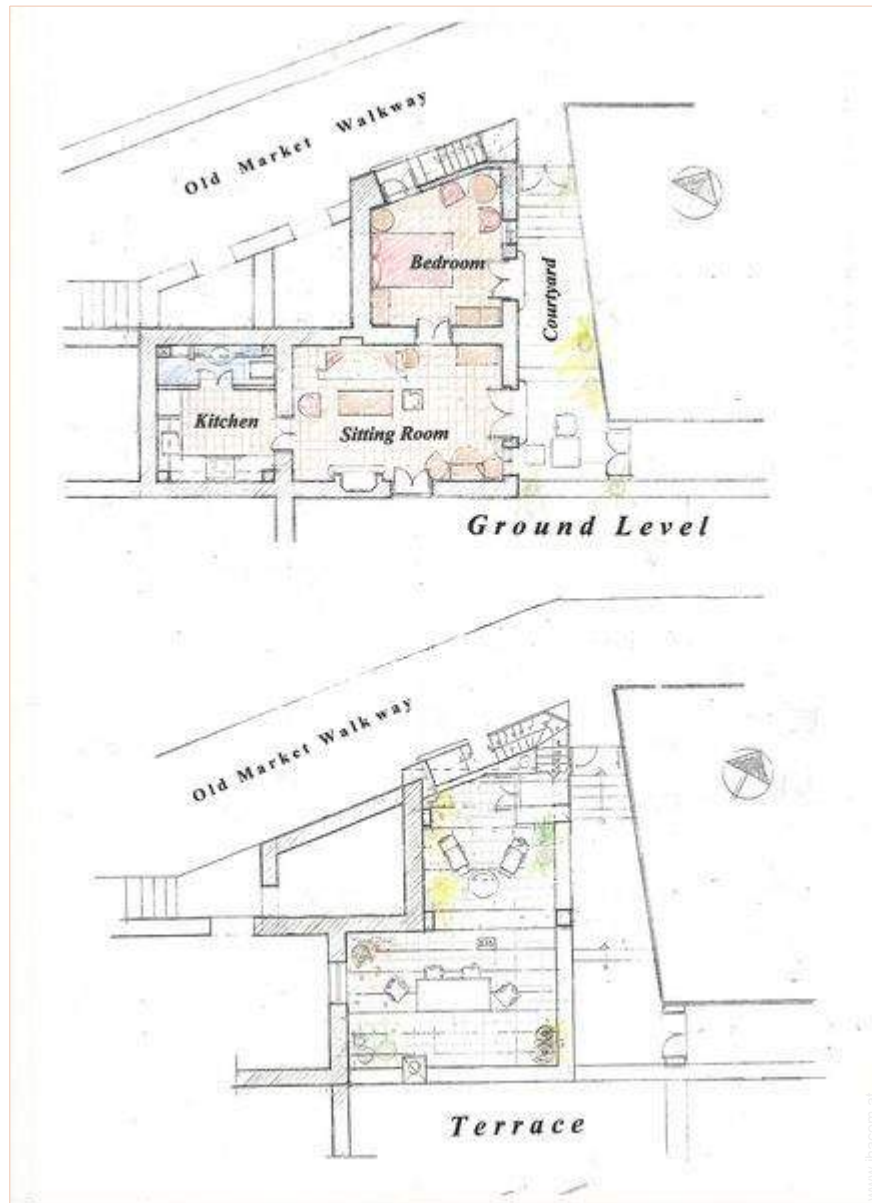 Old Market Walkway
Bedroom
Courtyard
Kitchen
Sitting Room
Ground Level
Old Market Walkway
Terrace